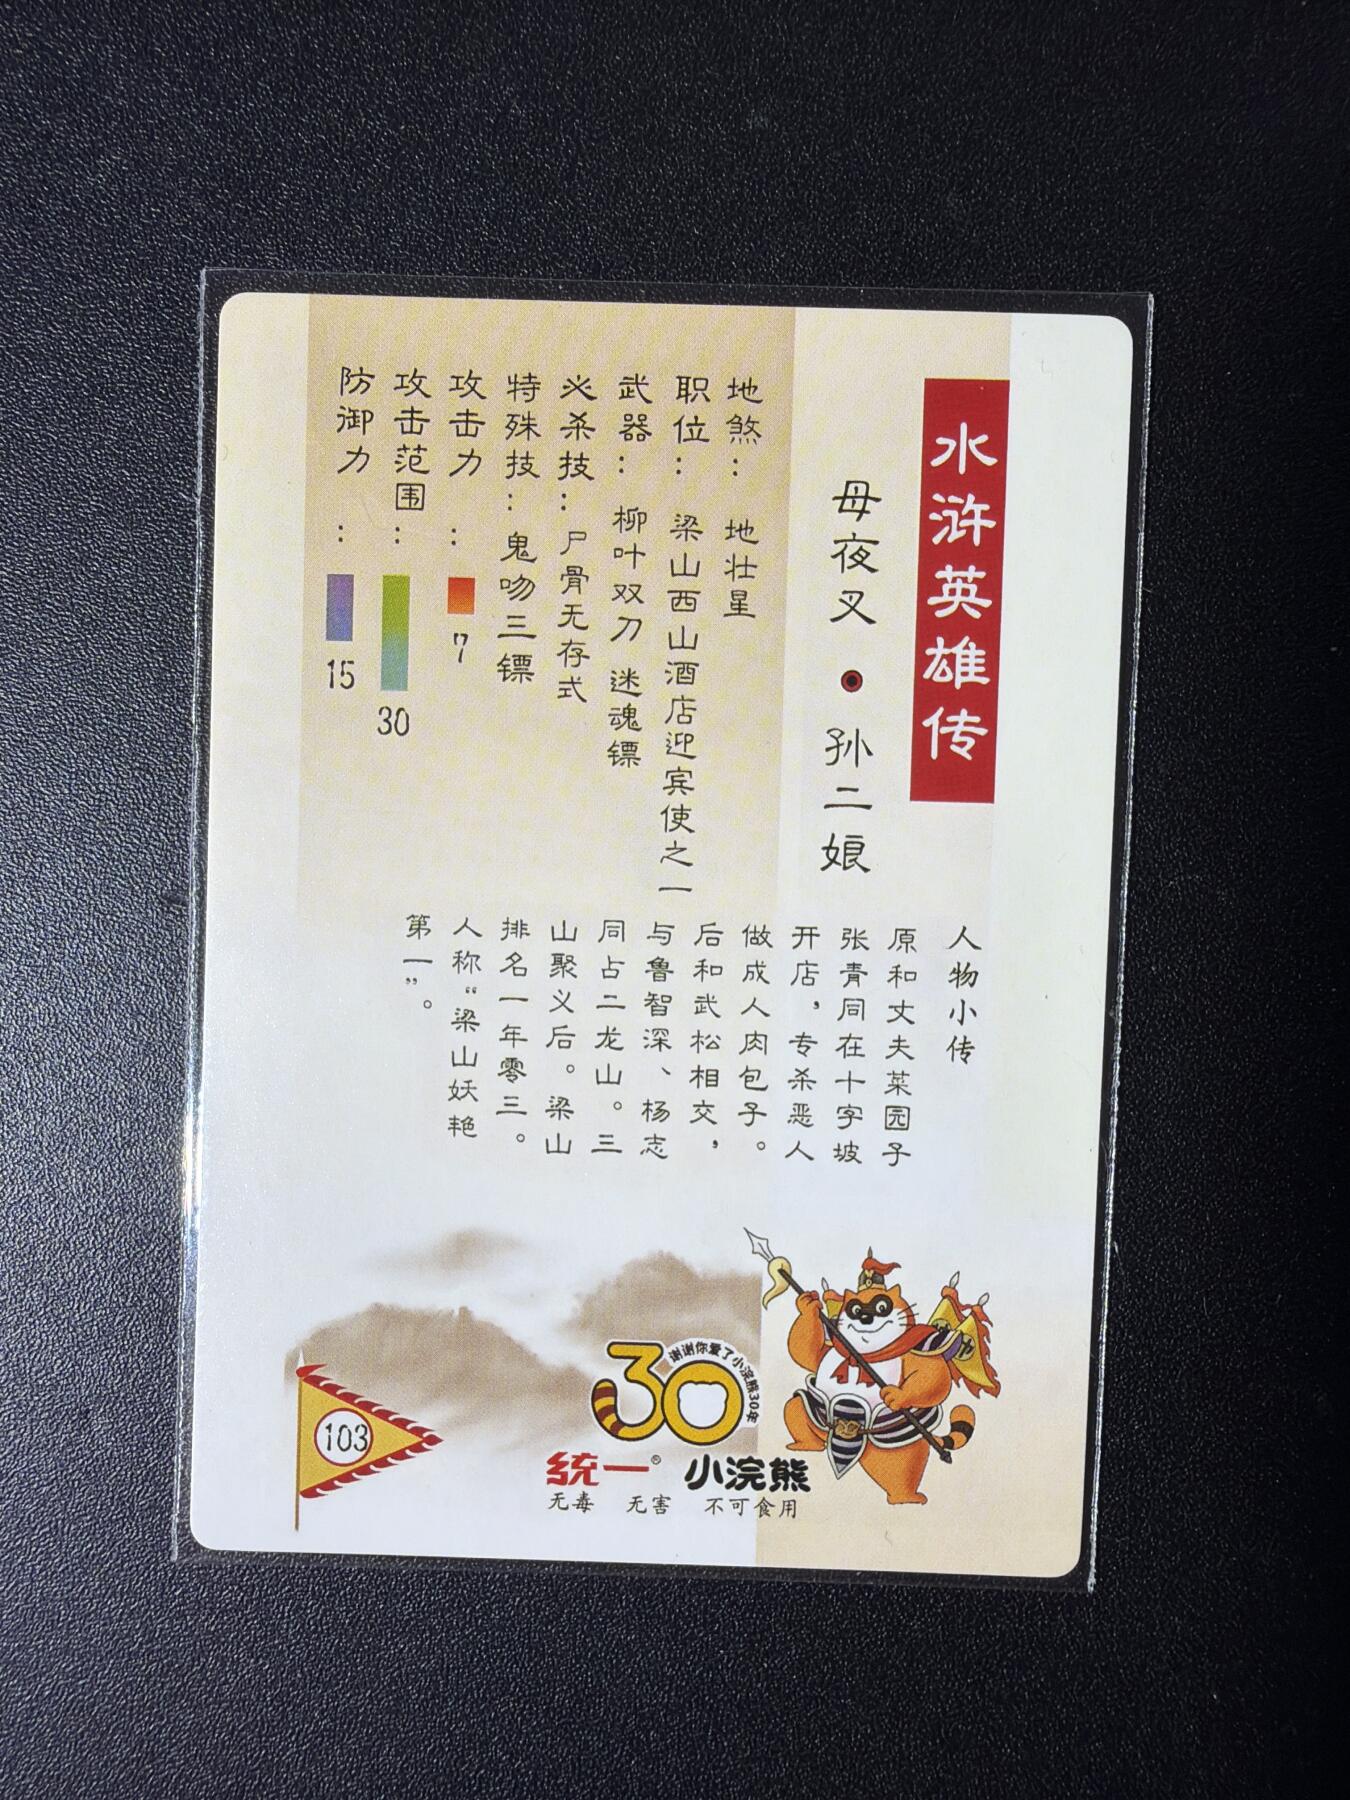 水浒英雄传
母夜叉●孙二娘
地煞：地壮星
职位：梁山西山酒店迎宾使之一
武器：柳叶双刀 迷魂镖
必杀技：尸骨无存式
特殊技：鬼吻三镖
攻击力：7
攻击范围：30
防御力：15
人物小传
原和丈夫菜园子
张青同在十字坡
开店，专杀恶人
做成人肉包子。
后和武松相交，
与鲁智深、杨志
同占二龙山。三
山聚义后。梁山
排名一年零三。
人称“梁山妖艳
第一”。
103
30
谢谢你爱了小浣熊30年
統一® 小浣熊
无毒 无害 不可食用